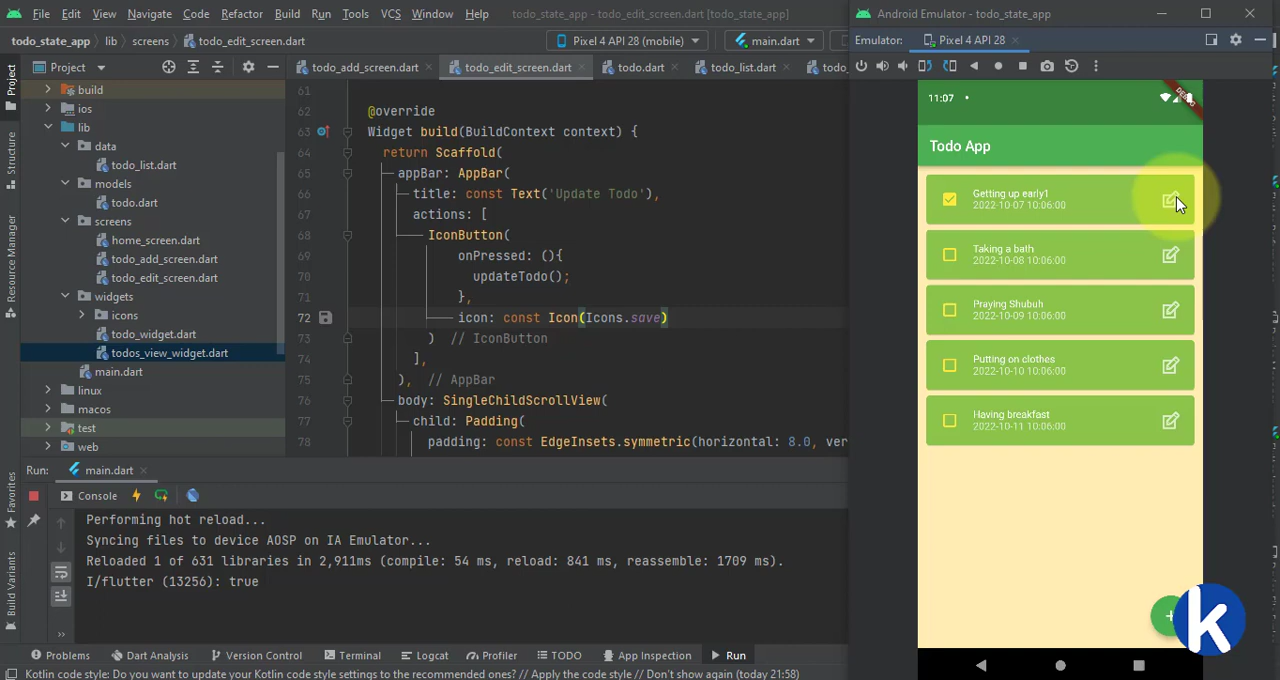 File Edit View Navigate Code Refactor Build Run Tools VCS Window Help todo_state_app - todo_edit_screen.dart [todo_state_app]
Android Emulator - todo_state_app
todo_state_app lib screens todo_edit_screen.dart Pixel 4 API 28 (mobile) main.dart
Emulator: Pixel 4 API 28
Project
Project
todo_add_screen.dart todo_edit_screen.dart todo.dart todo_list.dart
build
ios
lib
data
todo_list.dart
models
todo.dart
screens
home_screen.dart
todo_add_screen.dart
todo_edit_screen.dart
widgets
icons
todo_widget.dart
todos_view_widget.dart
main.dart
linux
macos
test
web
Structure
Resource Manager
Favorites
Build Variants
61
62 @override
63 Widget build(BuildContext context) {
64 return Scaffold(
65 appBar: AppBar(
66 title: const Text('Update Todo'),
67 actions: [
68 IconButton(
69 onPressed: (){
70 updateTodo();
71 },
72 icon: const Icon(Icons.save)
73 ) // IconButton
74 ],
75 ), // AppBar
76 body: SingleChildScrollView(
77 child: Padding(
78 padding: const EdgeInsets.symmetric(horizontal: 8.0, ver
Run: main.dart
Console
Performing hot reload...
Syncing files to device AOSP on IA Emulator...
Reloaded 1 of 631 libraries in 2,911ms (compile: 54 ms, reload: 841 ms, reassemble: 1709 ms).
I/flutter (13256): true
Problems Dart Analysis Version Control Terminal Logcat Profiler TODO App Inspection Run
Kotlin code style: Do you want to update your Kotlin code style settings to the recommended ones? // Apply the code style // Don't show again (today 21:58)
11:07
DEBUG
Todo App
Getting up early1
2022-10-07 10:06:00
Taking a bath
2022-10-08 10:06:00
Praying Shubuh
2022-10-09 10:06:00
Putting on clothes
2022-10-10 10:06:00
Having breakfast
2022-10-11 10:06:00
k